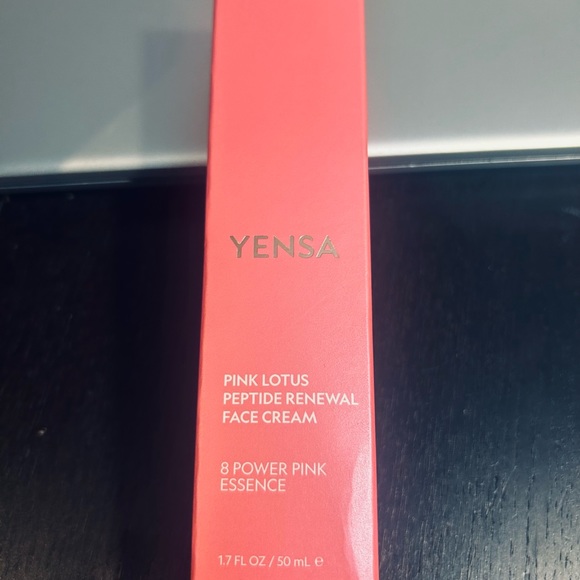 YENSA
PINK LOTUS
PEPTIDE RENEWAL
FACE CREAM
8 POWER PINK
ESSENCE
1.7 FL OZ / 50 mL ℮